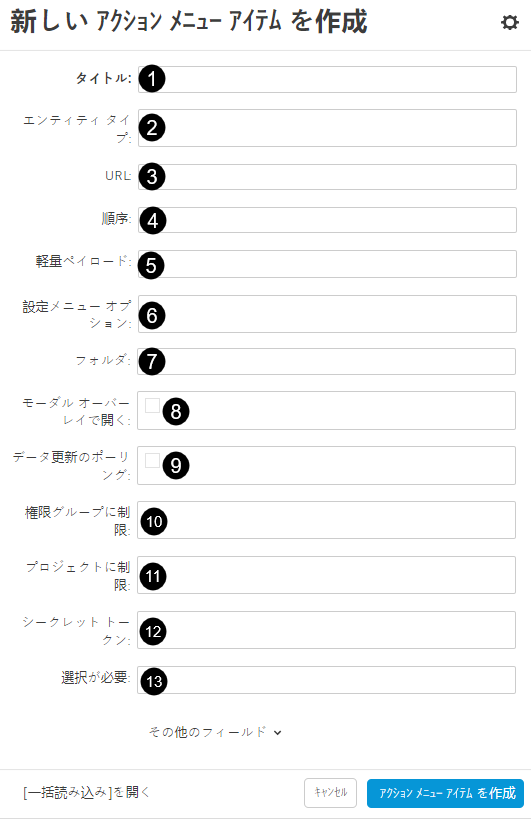 新しい ｱｸｼｮﾝ ﾒﾆｭｰ ｱｲﾃﾑ を作成
タイトル: 1
エンティティ タイ
プ: 2
URL: 3
順序: 4
軽量ペイロード: 5
設定メニュー オプ
ション: 6
フォルダ: 7
モーダル オーバー
レイで開く: 8
データ更新のポーリ
ング: 9
権限グループに制
限: 10
プロジェクトに制
限: 11
シークレット トー
クン: 12
選択が必要: 13
その他のフィールド
[一括読み込み]を開く
ｷｬﾝｾﾙ
ｱｸｼｮﾝ ﾒﾆｭｰ ｱｲﾃﾑ を作成